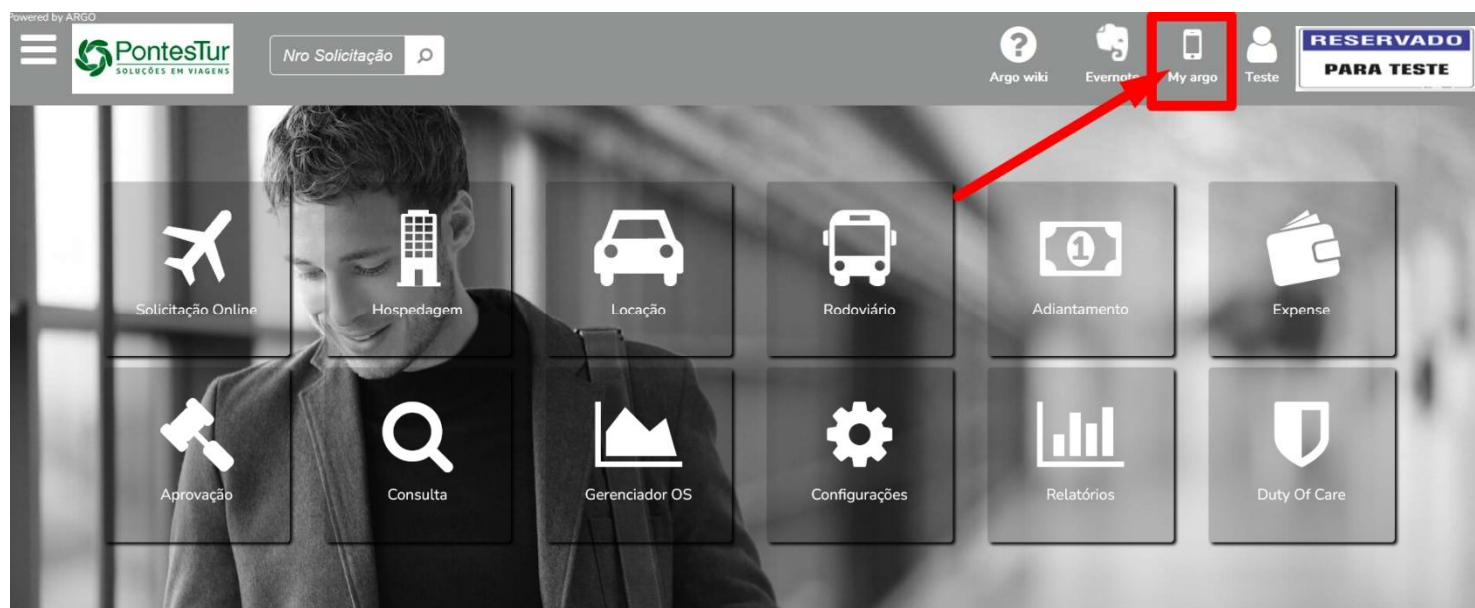 Powered by ARGO
PontesTur
SOLUÇÕES EM VIAGENS
Nro Solicitação
Argo wiki
Evernote
My argo
Teste
RESERVADO
PARA TESTE
Solicitação Online
Hospedagem
Locação
Rodoviário
Adiantamento
Expense
Aprovação
Consulta
Gerenciador OS
Configurações
Relatórios
Duty Of Care